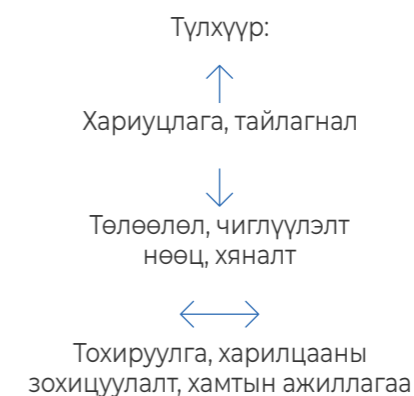 Түлхүүр:
Хариуцлага, тайлагнал
Төлөөлөл, чиглүүлэлт
нөөц, хяналт
Тохируулга, харилцааны
зохицуулалт, хамтын ажиллагаа